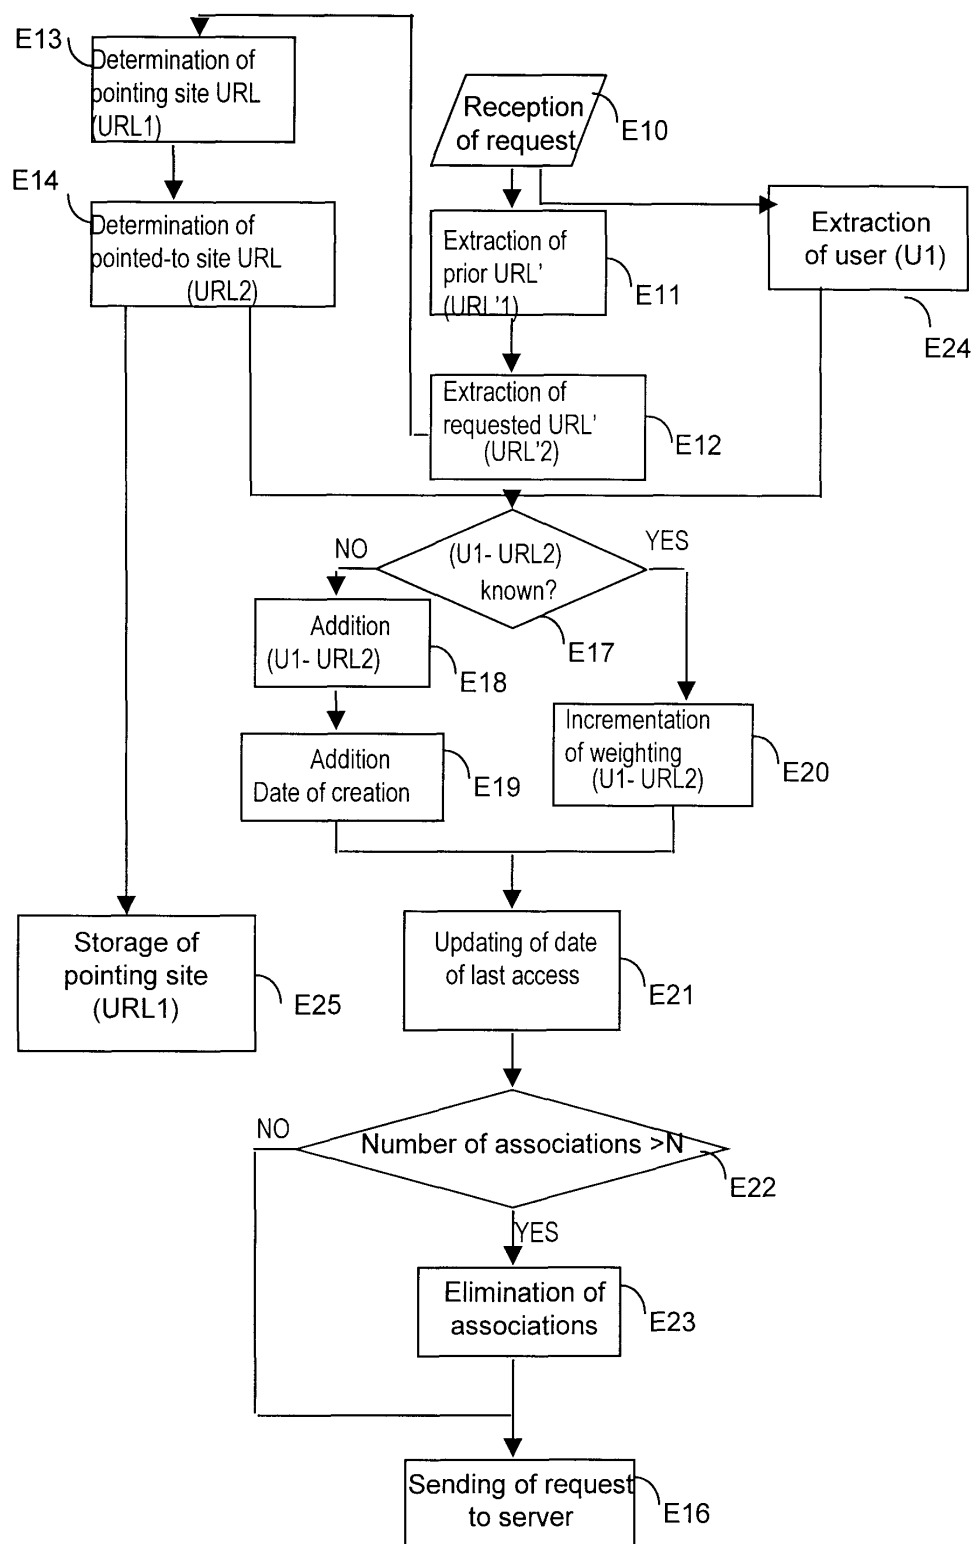 E13
Determination of
pointing site URL
(URL1)
Reception
of request
E10
E14
Determination of
pointed-to site URL
(URL2)
Extraction of
prior URL'
(URL'1)
E11
Extraction
of user (U1)
E24
Extraction of
requested URL'
(URL'2)
E12
NO
(U1- URL2)
known?
YES
E17
Addition
(U1- URL2)
E18
Addition
Date of creation
E19
Incrementation
of weighting
(U1- URL2)
E20
Storage of
pointing site
(URL1)
E25
Updating of date
of last access
E21
NO
Number of associations >N
E22
YES
Elimination of
associations
E23
Sending of request
to server
E16